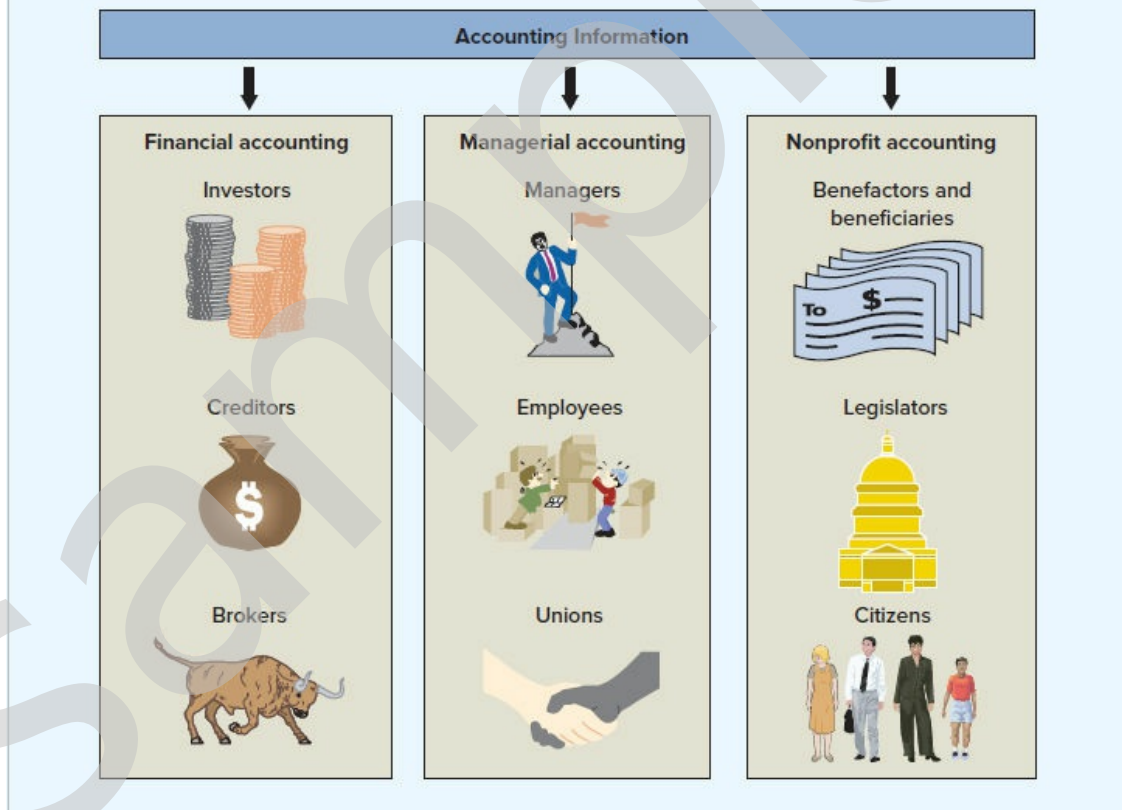 Accounting Information
Financial accounting
Investors
Creditors
$
Brokers
Managerial accounting
Managers
Employees
Unions
Nonprofit accounting
Benefactors and
beneficiaries
To $
Legislators
Citizens
sample